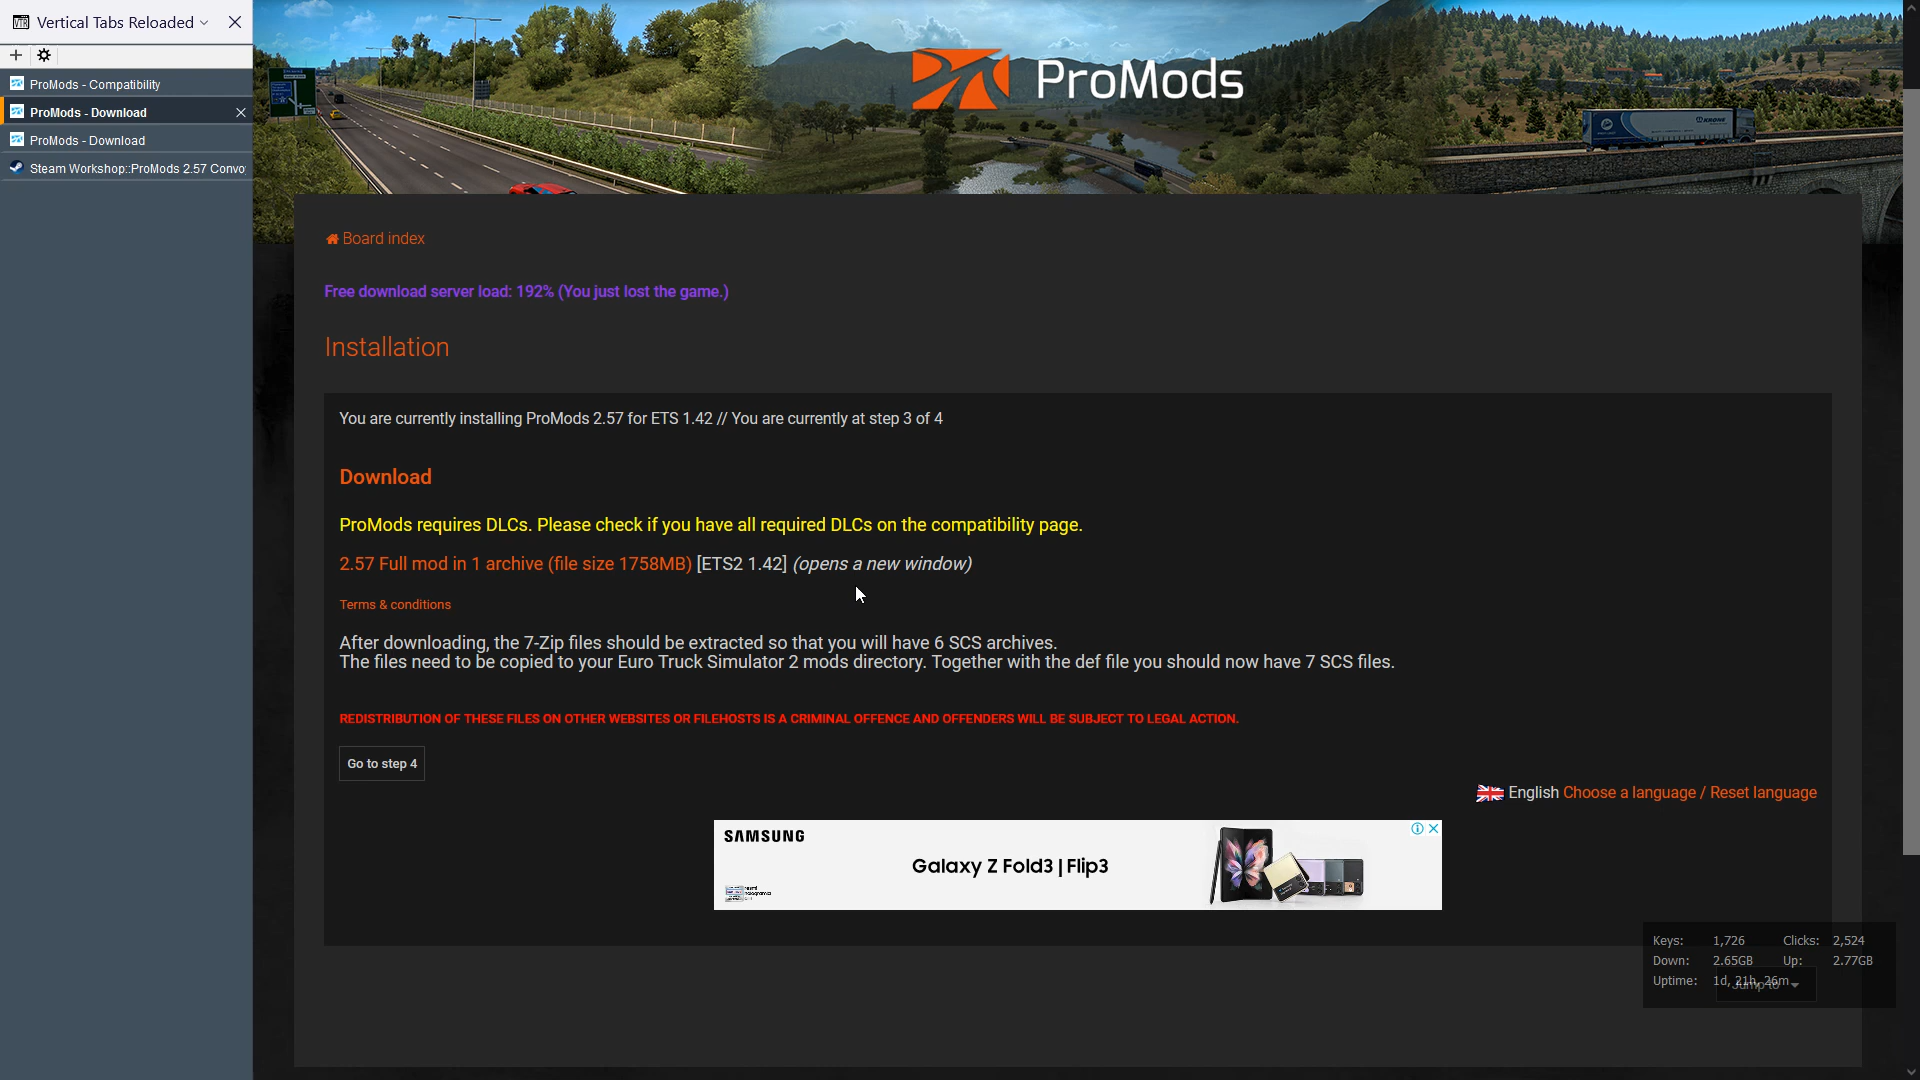 Vertical Tabs Reloaded
ProMods - Compatibility
ProMods - Download
ProMods - Download
Steam Workshop::ProMods 2.57 Convo
ProMods
KRONE
Board index
Free download server load: 192% (You just lost the game.)
Installation
You are currently installing ProMods 2.57 for ETS 1.42 // You are currently at step 3 of 4
Download
ProMods requires DLCs. Please check if you have all required DLCs on the compatibility page.
2.57 Full mod in 1 archive (file size 1758MB) [ETS2 1.42] (opens a new window)
Terms & conditions
After downloading, the 7-Zip files should be extracted so that you will have 6 SCS archives.
The files need to be copied to your Euro Truck Simulator 2 mods directory. Together with the def file you should now have 7 SCS files.
REDISTRIBUTION OF THESE FILES ON OTHER WEBSITES OR FILEHOSTS IS A CRIMINAL OFFENCE AND OFFENDERS WILL BE SUBJECT TO LEGAL ACTION.
Go to step 4
English Choose a language / Reset language
SAMSUNG
Galaxy Z Fold3 | Flip3
Keys: 1,726 Clicks: 2,524
Down: 2.65GB Up: 2.77GB
Uptime: 1d, 21h, 26m
Jump to